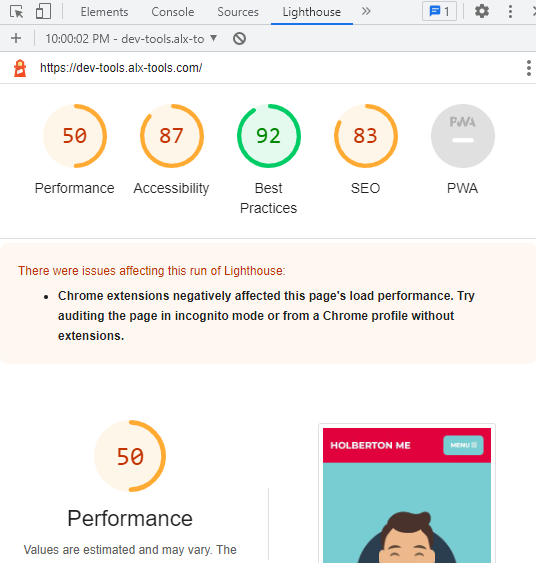 Elements Console Sources Lighthouse 1
10:00:02 PM - dev-tools.alx-to
https://dev-tools.alx-tools.com/
50 87 92 83 PWA
Performance Accessibility Best Practices SEO PWA
There were issues affecting this run of Lighthouse:
Chrome extensions negatively affected this page's load performance. Try
auditing the page in incognito mode or from a Chrome profile without
extensions.
50
Performance
Values are estimated and may vary. The
HOLBERTON ME MENU